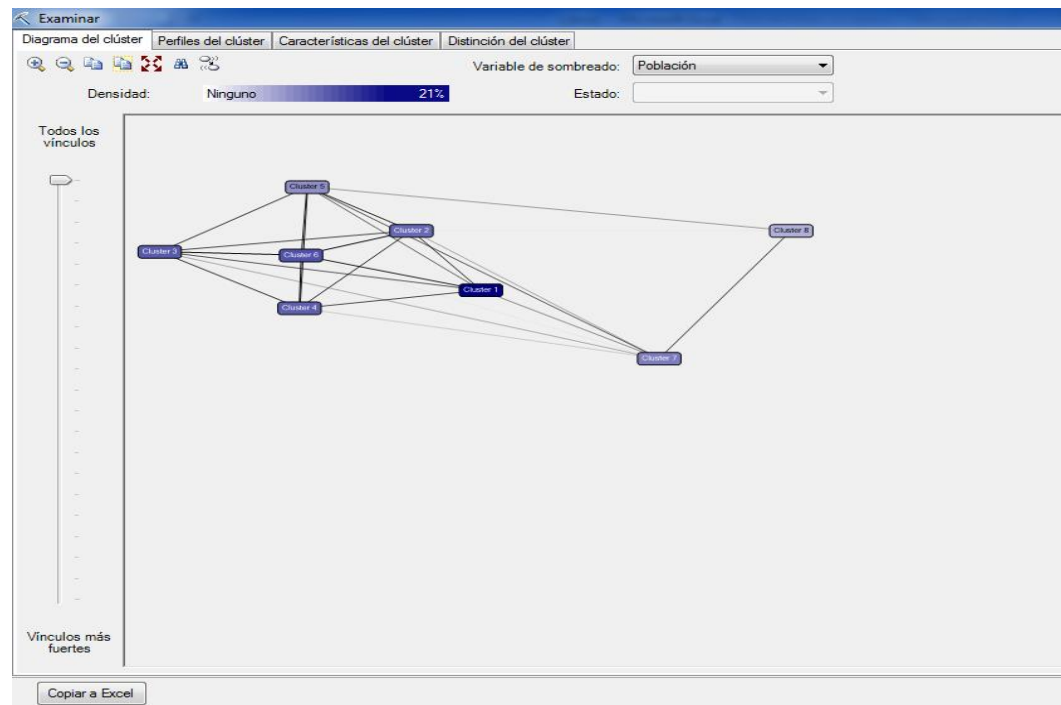 Examinar
Diagrama del clúster Perfiles del clúster Características del clúster Distinción del clúster
Variable de sombreado: Población
Densidad: Ninguno 21% Estado:
Todos los
vínculos
Cluster 5
Cluster 2
Cluster 8
Cluster 3
Cluster 6
Cluster 1
Cluster 4
Cluster 7
Vínculos más
fuertes
Copiar a Excel